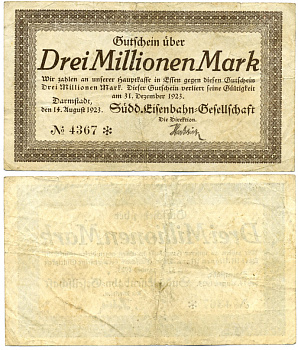 Gutschein über
Drei Millionen Mark
Wir zahlen an unserer Hauptkasse in Essen gegen diesen Gutschein
Drei Millionen Mark. Dieser Gutschein verliert seine Gültigkeit
am 31. Dezember 1923.
Darmstadt,
den 14. August 1923.
Südd. Eisenbahn-Gesellschaft
Die Direktion.
№ 4367 ✻